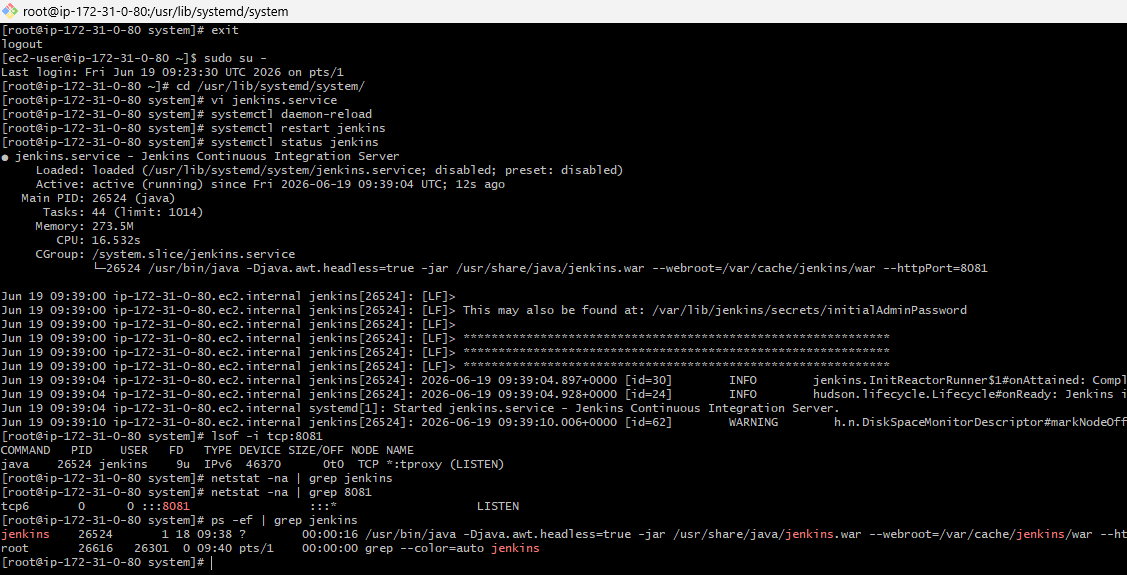 root@ip-172-31-0-80:/usr/lib/systemd/system
[root@ip-172-31-0-80 system]# exit
logout
[ec2-user@ip-172-31-0-80 ~]$ sudo su -
Last login: Fri Jun 19 09:23:30 UTC 2026 on pts/1
[root@ip-172-31-0-80 ~]# cd /usr/lib/systemd/system/
[root@ip-172-31-0-80 system]# vi jenkins.service
[root@ip-172-31-0-80 system]# systemctl daemon-reload
[root@ip-172-31-0-80 system]# systemctl restart jenkins
[root@ip-172-31-0-80 system]# systemctl status jenkins
● jenkins.service - Jenkins Continuous Integration Server
     Loaded: loaded (/usr/lib/systemd/system/jenkins.service; disabled; preset: disabled)
     Active: active (running) since Fri 2026-06-19 09:39:04 UTC; 12s ago
   Main PID: 26524 (java)
      Tasks: 44 (limit: 1014)
     Memory: 273.5M
        CPU: 16.532s
     CGroup: /system.slice/jenkins.service
             └─26524 /usr/bin/java -Djava.awt.headless=true -jar /usr/share/java/jenkins.war --webroot=/var/cache/jenkins/war --httpPort=8081
Jun 19 09:39:00 ip-172-31-0-80.ec2.internal jenkins[26524]: [LF]>
Jun 19 09:39:00 ip-172-31-0-80.ec2.internal jenkins[26524]: [LF]> This may also be found at: /var/lib/jenkins/secrets/initialAdminPassword
Jun 19 09:39:00 ip-172-31-0-80.ec2.internal jenkins[26524]: [LF]>
Jun 19 09:39:00 ip-172-31-0-80.ec2.internal jenkins[26524]: [LF]> *************************************************************
Jun 19 09:39:00 ip-172-31-0-80.ec2.internal jenkins[26524]: [LF]> *************************************************************
Jun 19 09:39:00 ip-172-31-0-80.ec2.internal jenkins[26524]: [LF]> *************************************************************
Jun 19 09:39:04 ip-172-31-0-80.ec2.internal jenkins[26524]: 2026-06-19 09:39:04.897+0000 [id=30]        INFO        jenkins.InitReactorRunner$1#onAttained: Compl
Jun 19 09:39:04 ip-172-31-0-80.ec2.internal jenkins[26524]: 2026-06-19 09:39:04.928+0000 [id=24]        INFO        hudson.lifecycle.Lifecycle#onReady: Jenkins i
Jun 19 09:39:04 ip-172-31-0-80.ec2.internal systemd[1]: Started jenkins.service - Jenkins Continuous Integration Server.
Jun 19 09:39:10 ip-172-31-0-80.ec2.internal jenkins[26524]: 2026-06-19 09:39:10.006+0000 [id=62]        WARNING        h.n.DiskSpaceMonitorDescriptor#markNodeOff
[root@ip-172-31-0-80 system]# lsof -i tcp:8081
COMMAND   PID    USER   FD   TYPE DEVICE SIZE/OFF NODE NAME
java    26524 jenkins    9u  IPv6  46370      0t0  TCP *:tproxy (LISTEN)
[root@ip-172-31-0-80 system]# netstat -na | grep jenkins
[root@ip-172-31-0-80 system]# netstat -na | grep 8081
tcp6       0      0 :::8081                 :::*                    LISTEN
[root@ip-172-31-0-80 system]# ps -ef | grep jenkins
jenkins    26524       1 18 09:38 ?        00:00:16 /usr/bin/java -Djava.awt.headless=true -jar /usr/share/java/jenkins.war --webroot=/var/cache/jenkins/war --ht
root       26616   26301  0 09:40 pts/1    00:00:00 grep --color=auto jenkins
[root@ip-172-31-0-80 system]#